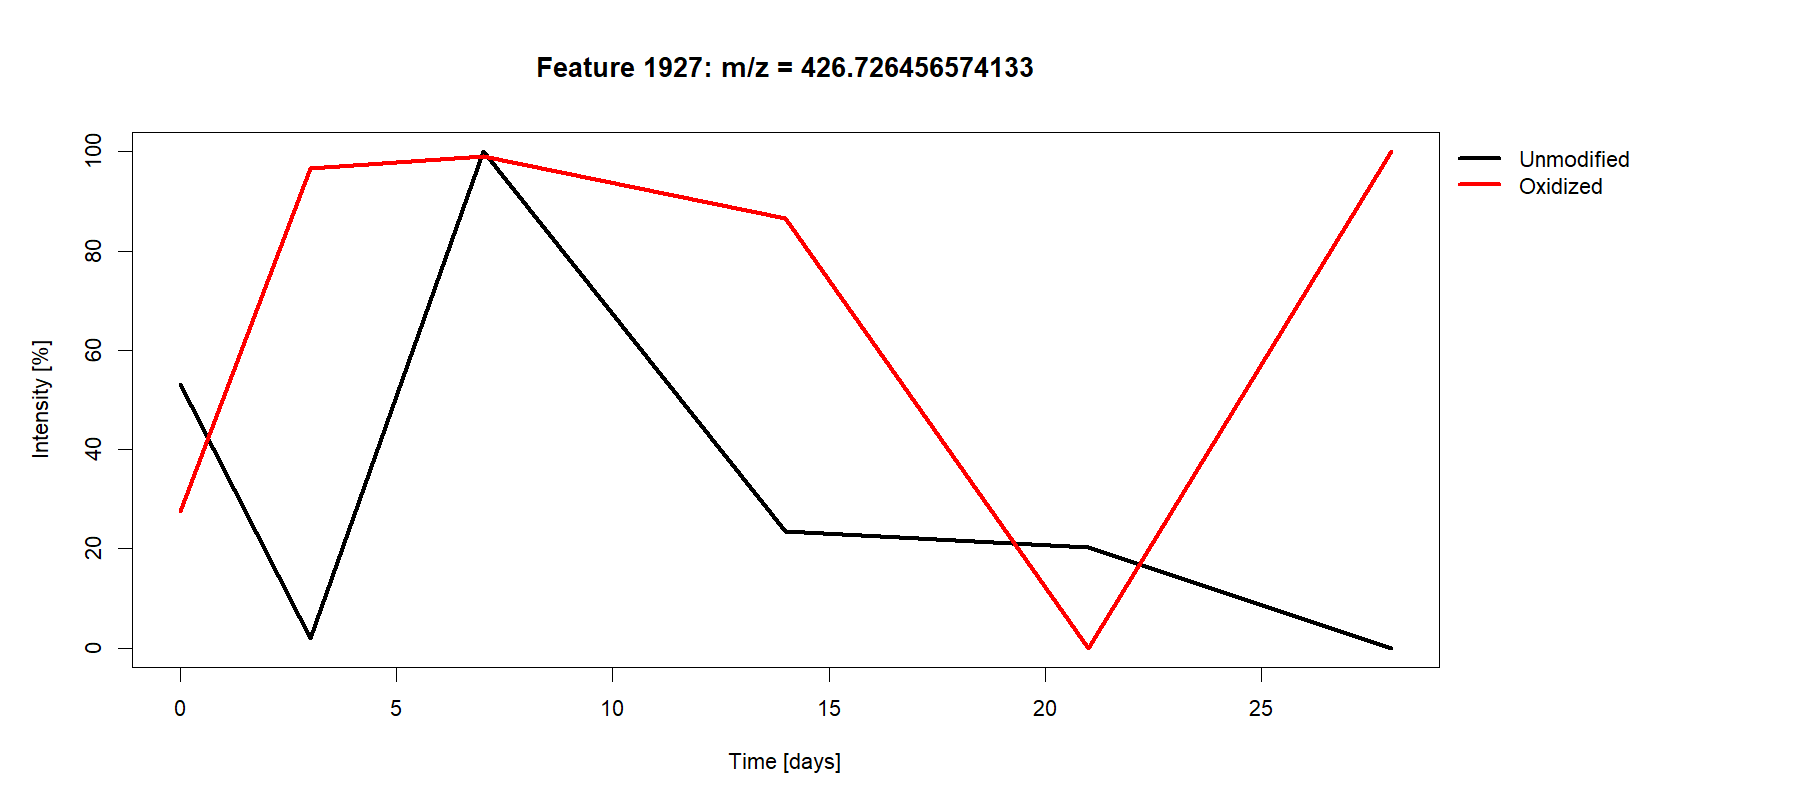 Feature 1927: m/z = 426.726456574133
Unmodified
Oxidized
100
80
60
40
20
0
Intensity [%]
0 5 10 15 20 25
Time [days]